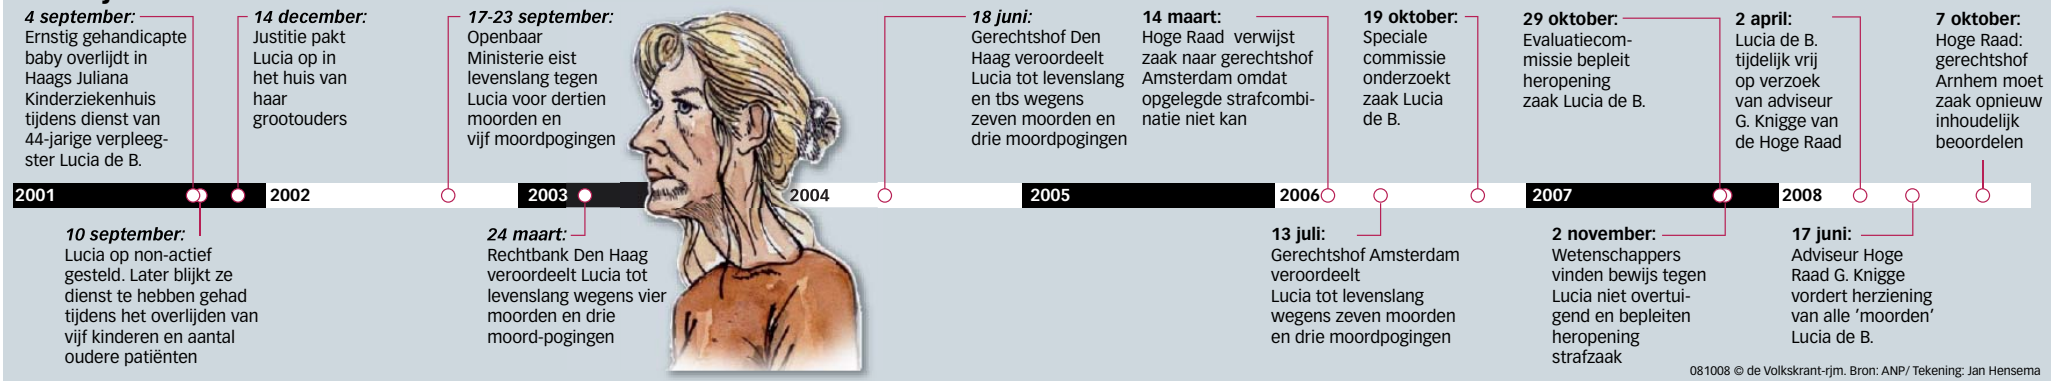 4 september:
Ernstig gehandicapte
baby overlijdt in
Haags Juliana
Kinderziekenhuis
tijdens dienst van
44-jarige verpleeg-
ster Lucia de B.
14 december:
Justitie pakt
Lucia op in
het huis van
haar
grootouders
17-23 september:
Openbaar
Ministerie eist
levenslang tegen
Lucia voor dertien
moorden en
vijf moordpogingen
18 juni:
Gerechtshof Den
Haag veroordeelt
Lucia tot levenslang
en tbs wegens
zeven moorden en
drie moordpogingen
14 maart:
Hoge Raad verwijst
zaak naar gerechtshof
Amsterdam omdat
opgelegde strafcombi-
natie niet kan
19 oktober:
Speciale
commissie
onderzoekt
zaak Lucia
de B.
29 oktober:
Evaluatiecom-
missie bepleit
heropening
zaak Lucia de B.
2 april:
Lucia de B.
tijdelijk vrij
op verzoek
van adviseur
G. Knigge van
de Hoge Raad
7 oktober:
Hoge Raad:
gerechtshof
Arnhem moet
zaak opnieuw
inhoudelijk
beoordelen
2001 2002 2003 2004 2005 2006 2007 2008
10 september:
Lucia op non-actief
gesteld. Later blijkt ze
dienst te hebben gehad
tijdens het overlijden van
vijf kinderen en aantal
oudere patiënten
24 maart:
Rechtbank Den Haag
veroordeelt Lucia tot
levenslang wegens vier
moorden en drie
moord-pogingen
13 juli:
Gerechtshof Amsterdam
veroordeelt
Lucia tot levenslang
wegens zeven moorden
en drie moordpogingen
2 november:
Wetenschappers
vinden bewijs tegen
Lucia niet overtui-
gend en bepleiten
heropening
strafzaak
17 juni:
Adviseur Hoge
Raad G. Knigge
vordert herziening
van alle ’moorden’
Lucia de B.
081008 © de Volkskrant-rjm. Bron: ANP/ Tekening: Jan Hensema